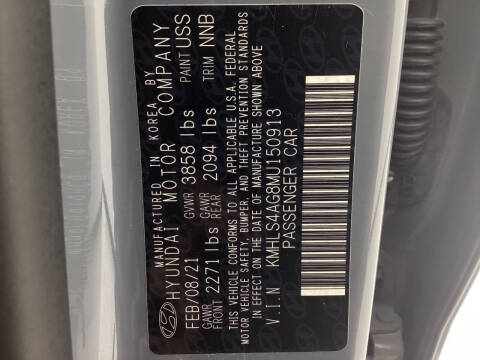 MANUFACTURED IN KOREA BY
HYUNDAI MOTOR COMPANY
FEB/08/21 GVWR 3858 lbs PAINT USS
GAWR FRONT 2271 lbs GAWR REAR 2094 lbs TRIM NNB
THIS VEHICLE CONFORMS TO ALL APPLICABLE U.S.A. FEDERAL
MOTOR VEHICLE SAFETY, BUMPER, AND THEFT PREVENTION STANDARDS
IN EFFECT ON THE DATE OF MANUFACTURE SHOWN ABOVE
V.I.N KMHLS4AG8MU150913
PASSENGER CAR